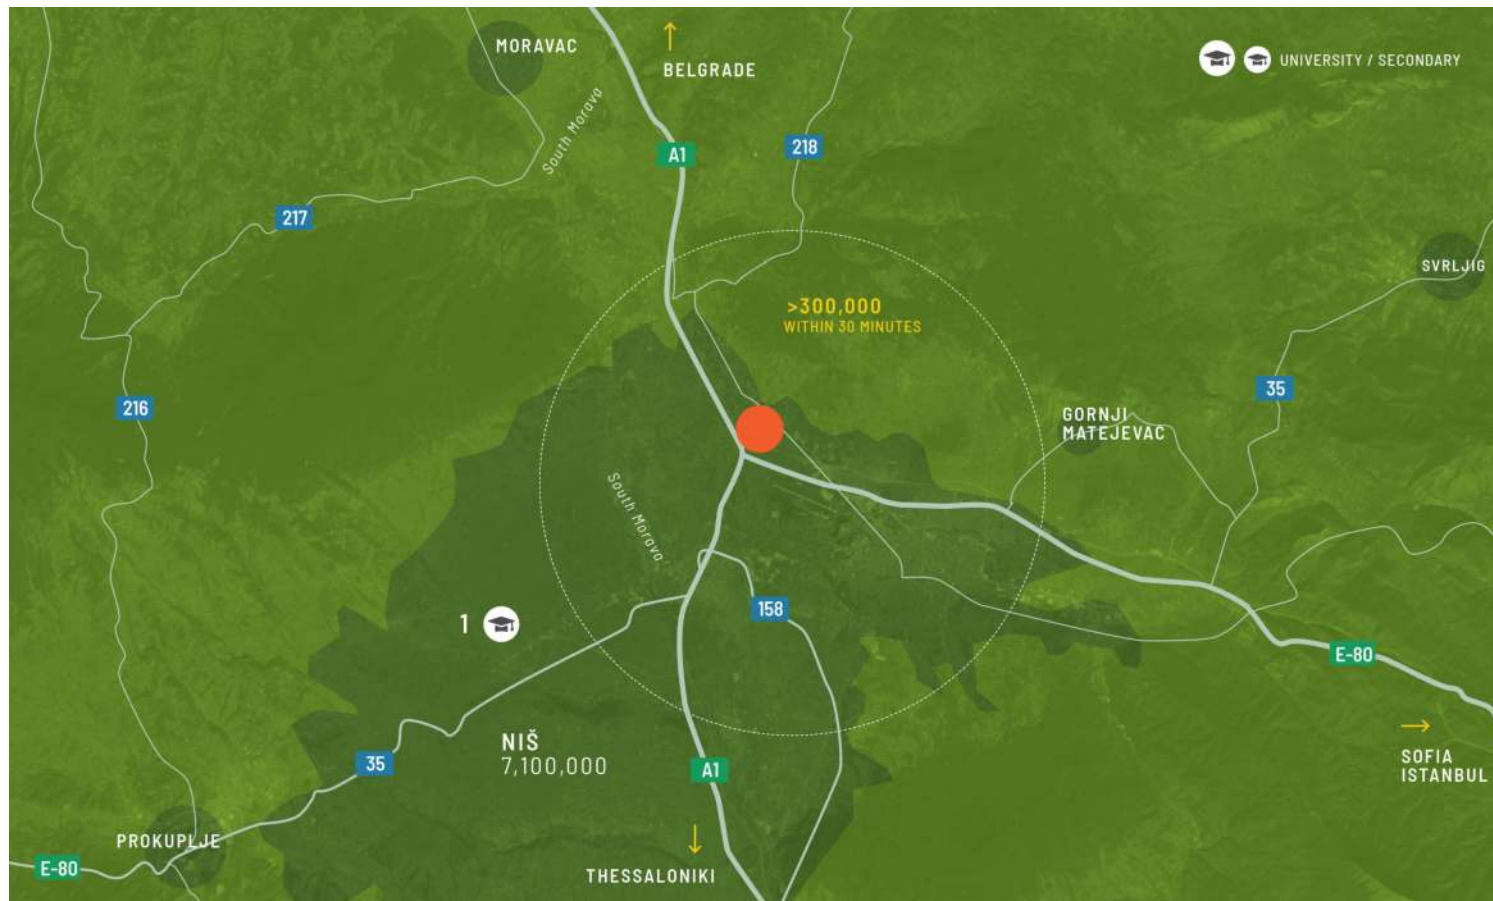 MORAVAC
BELGRADE
UNIVERSITY / SECONDARY
South Morava
A1
218
217
SVRLJIG
>300,000
WITHIN 30 MINUTES
35
216
GORNJI
MATEJEVAC
South Morava
158
1
E-80
NIŠ
7,100,000
35
A1
SOFIA
ISTANBUL
PROKUPLJE
E-80
THESSALONIKI